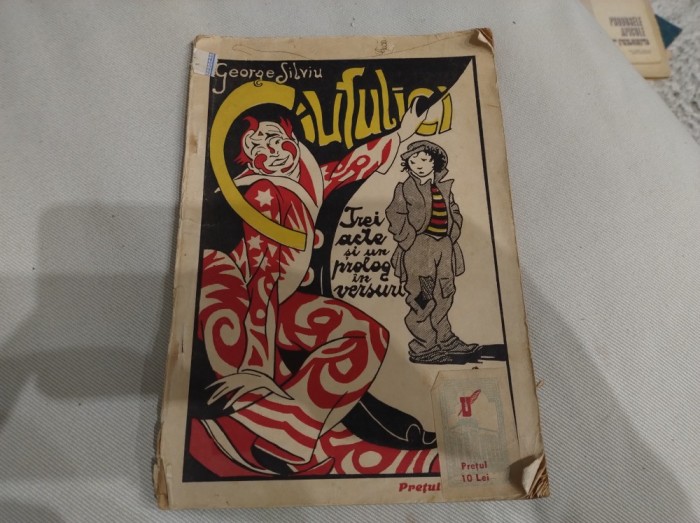 George Silviu
Ciufulici
Trei
acte
și un
prolog
în
versuri
Prețul
Prețul
10 Lei